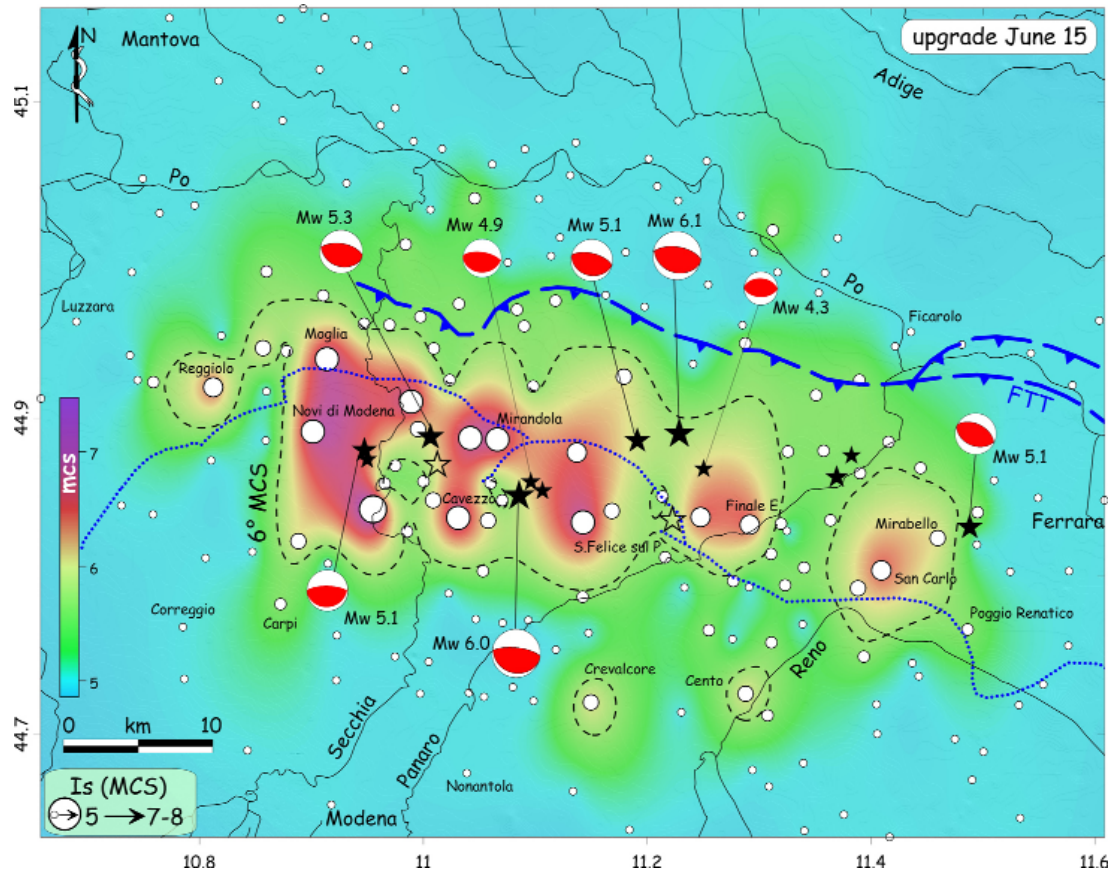 upgrade June 15
N
Mantova
Adige
45.1
Po
Mw 5.3
Mw 4.9
Mw 5.1
Mw 6.1
Po
Mw 4.3
Luzzara
Ficarolo
Moglia
Reggiolo
FTT
44.9
Novi di Modena
Mirandola
Mw 5.1
7
mcs
6° MCS
Cavezzo
Finale E.
Mirabello
Ferrara
S.Felice sul P.
6
San Carlo
Correggio
Carpi
Mw 5.1
Poggio Renatico
Mw 6.0
Reno
Crevalcore
Cento
5
0 km 10
Secchia
Panaro
44.7
Nonantola
Is (MCS)
5 7-8
Modena
10.8 11 11.2 11.4 11.6